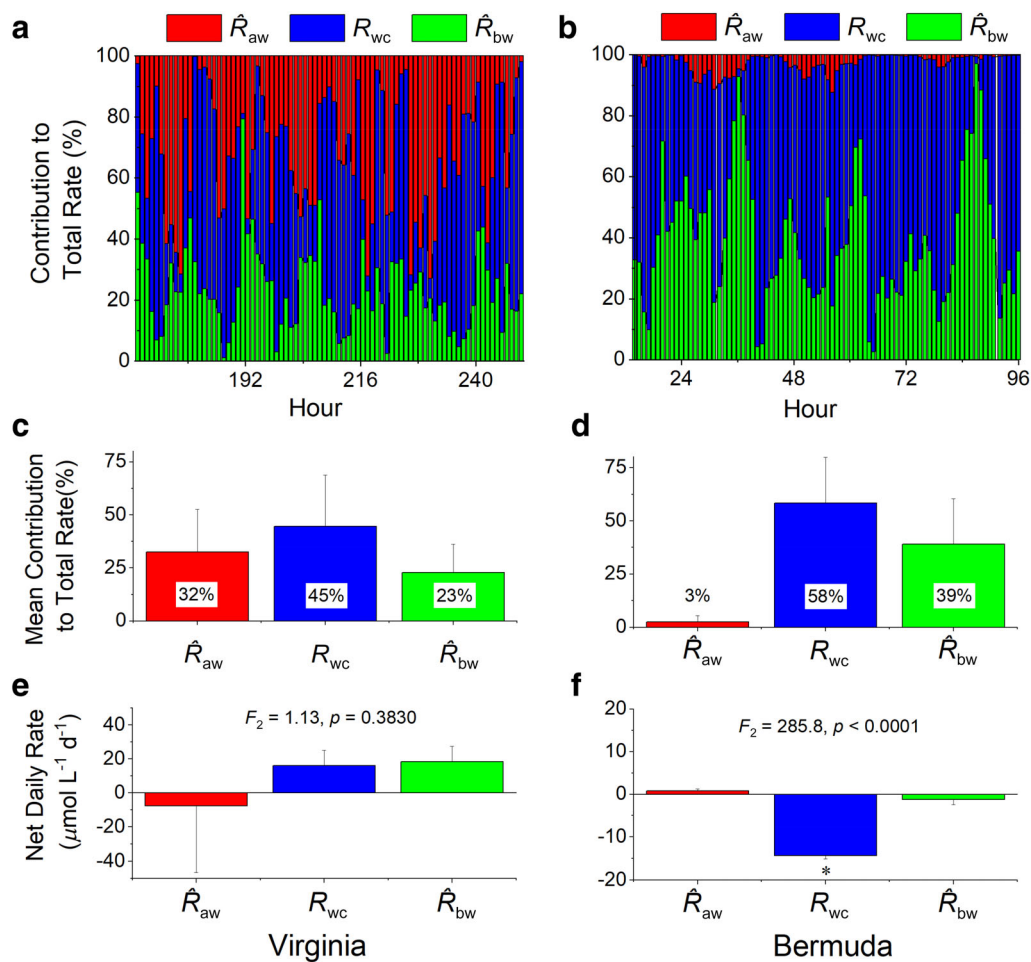 a R̂aw Rwc R̂bw
b R̂aw Rwc R̂bw
Contribution to
Total Rate (%)
100
80
60
40
20
0
192 216 240
Hour
100
80
60
40
20
0
24 48 72 96
Hour
c
Mean Contribution
to Total Rate(%)
75
50
25
0
32% 45% 23%
R̂aw Rwc R̂bw
d
75
50
25
0
3% 58% 39%
R̂aw Rwc R̂bw
e
Net Daily Rate
(μmol L-1 d-1)
F2 = 1.13, p = 0.3830
40
20
0
-20
-40
R̂aw Rwc R̂bw
Virginia
f
F2 = 285.8, p < 0.0001
20
10
0
-10
-20
*
R̂aw Rwc R̂bw
Bermuda